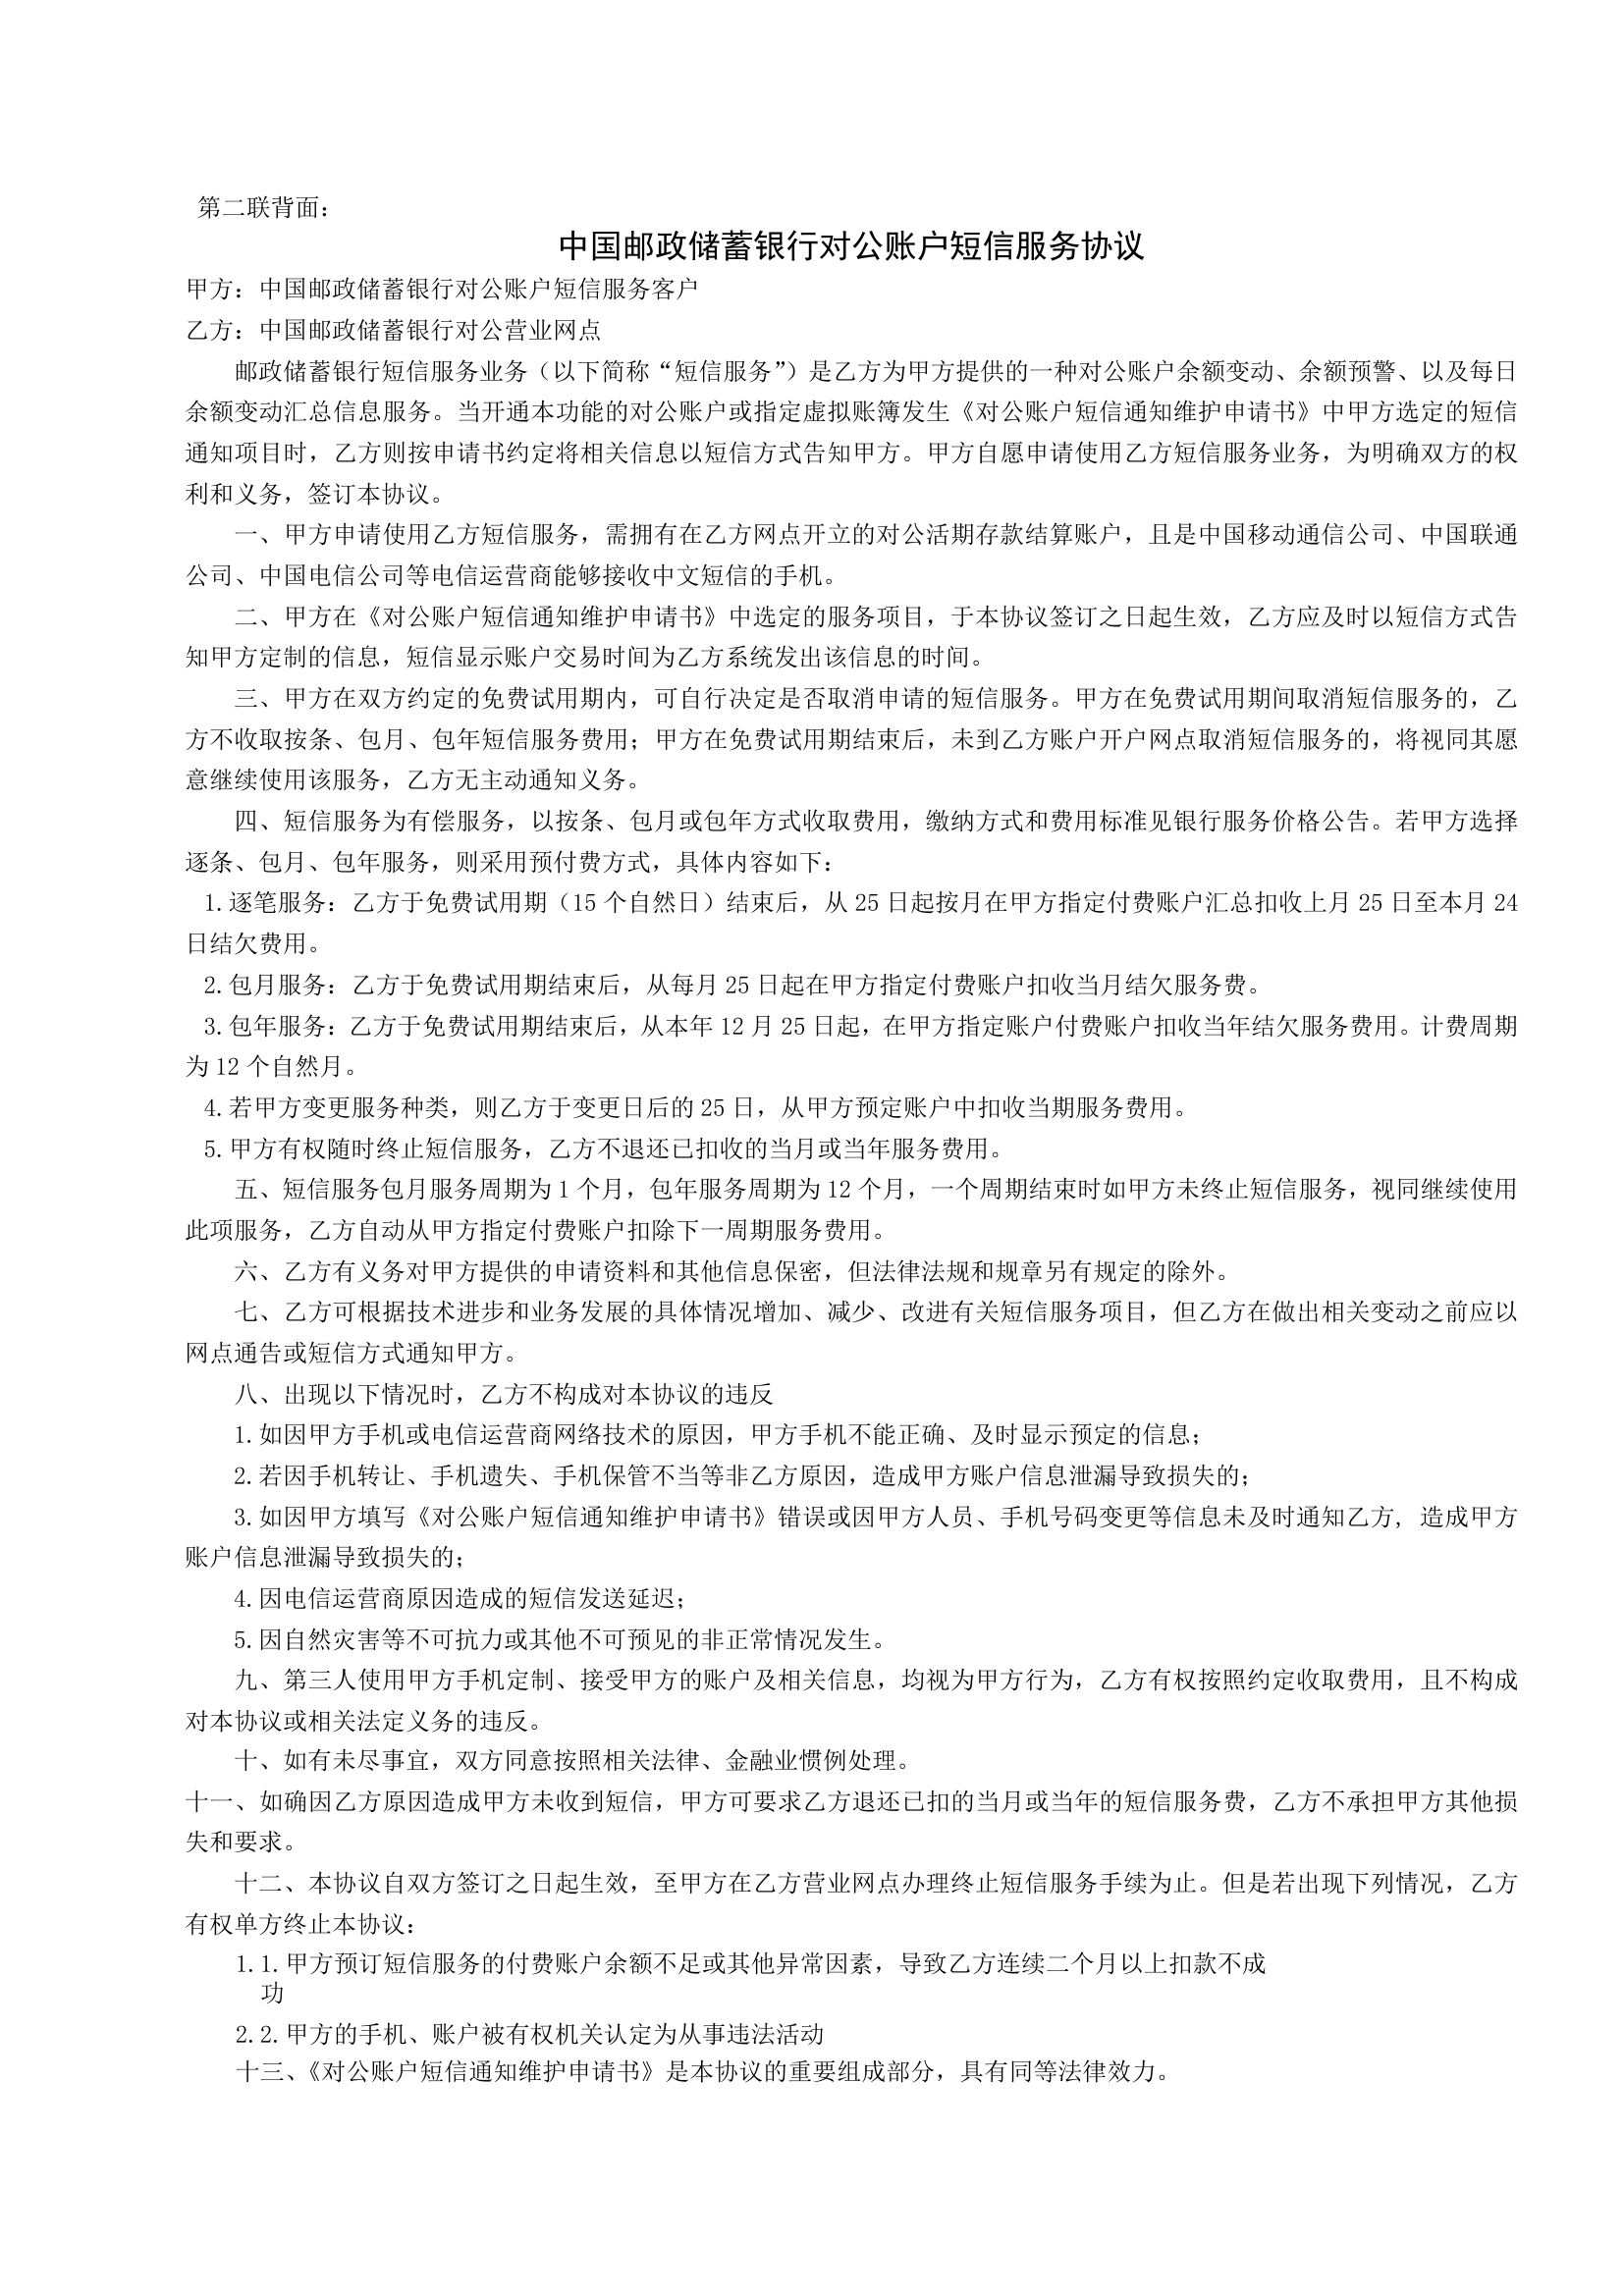 第二联背面：
中国邮政储蓄银行对公账户短信服务协议
甲方：中国邮政储蓄银行对公账户短信服务客户
乙方：中国邮政储蓄银行对公营业网点
邮政储蓄银行短信服务业务（以下简称“短信服务”）是乙方为甲方提供的一种对公账户余额变动、余额预警、以及每日
余额变动汇总信息服务。当开通本功能的对公账户或指定虚拟账簿发生《对公账户短信通知维护申请书》中甲方选定的短信
通知项目时，乙方则按申请书约定将相关信息以短信方式告知甲方。甲方自愿申请使用乙方短信服务业务，为明确双方的权
利和义务，签订本协议。
一、甲方申请使用乙方短信服务，需拥有在乙方网点开立的对公活期存款结算账户，且是中国移动通信公司、中国联通
公司、中国电信公司等电信运营商能够接收中文短信的手机。
二、甲方在《对公账户短信通知维护申请书》中选定的服务项目，于本协议签订之日起生效，乙方应及时以短信方式告
知甲方定制的信息，短信显示账户交易时间为乙方系统发出该信息的时间。
三、甲方在双方约定的免费试用期内，可自行决定是否取消申请的短信服务。甲方在免费试用期间取消短信服务的，乙
方不收取按条、包月、包年短信服务费用；甲方在免费试用期结束后，未到乙方账户开户网点取消短信服务的，将视同其愿
意继续使用该服务，乙方无主动通知义务。
四、短信服务为有偿服务，以按条、包月或包年方式收取费用，缴纳方式和费用标准见银行服务价格公告。若甲方选择
逐条、包月、包年服务，则采用预付费方式，具体内容如下：
1.逐笔服务：乙方于免费试用期（15 个自然日）结束后，从 25 日起按月在甲方指定付费账户汇总扣收上月 25 日至本月 24
日结欠费用。
2.包月服务：乙方于免费试用期结束后，从每月 25 日起在甲方指定付费账户扣收当月结欠服务费。
3.包年服务：乙方于免费试用期结束后，从本年 12 月 25 日起，在甲方指定账户付费账户扣收当年结欠服务费用。计费周期
为 12 个自然月。
4.若甲方变更服务种类，则乙方于变更日后的 25 日，从甲方预定账户中扣收当期服务费用。
5.甲方有权随时终止短信服务，乙方不退还已扣收的当月或当年服务费用。
五、短信服务包月服务周期为 1 个月，包年服务周期为 12 个月，一个周期结束时如甲方未终止短信服务，视同继续使用
此项服务，乙方自动从甲方指定付费账户扣除下一周期服务费用。
六、乙方有义务对甲方提供的申请资料和其他信息保密，但法律法规和规章另有规定的除外。
七、乙方可根据技术进步和业务发展的具体情况增加、减少、改进有关短信服务项目，但乙方在做出相关变动之前应以
网点通告或短信方式通知甲方。
八、出现以下情况时，乙方不构成对本协议的违反
1.如因甲方手机或电信运营商网络技术的原因，甲方手机不能正确、及时显示预定的信息；
2.若因手机转让、手机遗失、手机保管不当等非乙方原因，造成甲方账户信息泄漏导致损失的；
3.如因甲方填写《对公账户短信通知维护申请书》错误或因甲方人员、手机号码变更等信息未及时通知乙方, 造成甲方
账户信息泄漏导致损失的；
4.因电信运营商原因造成的短信发送延迟；
5.因自然灾害等不可抗力或其他不可预见的非正常情况发生。
九、第三人使用甲方手机定制、接受甲方的账户及相关信息，均视为甲方行为，乙方有权按照约定收取费用，且不构成
对本协议或相关法定义务的违反。
十、如有未尽事宜，双方同意按照相关法律、金融业惯例处理。
十一、如确因乙方原因造成甲方未收到短信，甲方可要求乙方退还已扣的当月或当年的短信服务费，乙方不承担甲方其他损
失和要求。
十二、本协议自双方签订之日起生效，至甲方在乙方营业网点办理终止短信服务手续为止。但是若出现下列情况，乙方
有权单方终止本协议：
1.1.甲方预订短信服务的付费账户余额不足或其他异常因素，导致乙方连续二个月以上扣款不成
功
2.2.甲方的手机、账户被有权机关认定为从事违法活动
十三、《对公账户短信通知维护申请书》是本协议的重要组成部分，具有同等法律效力。